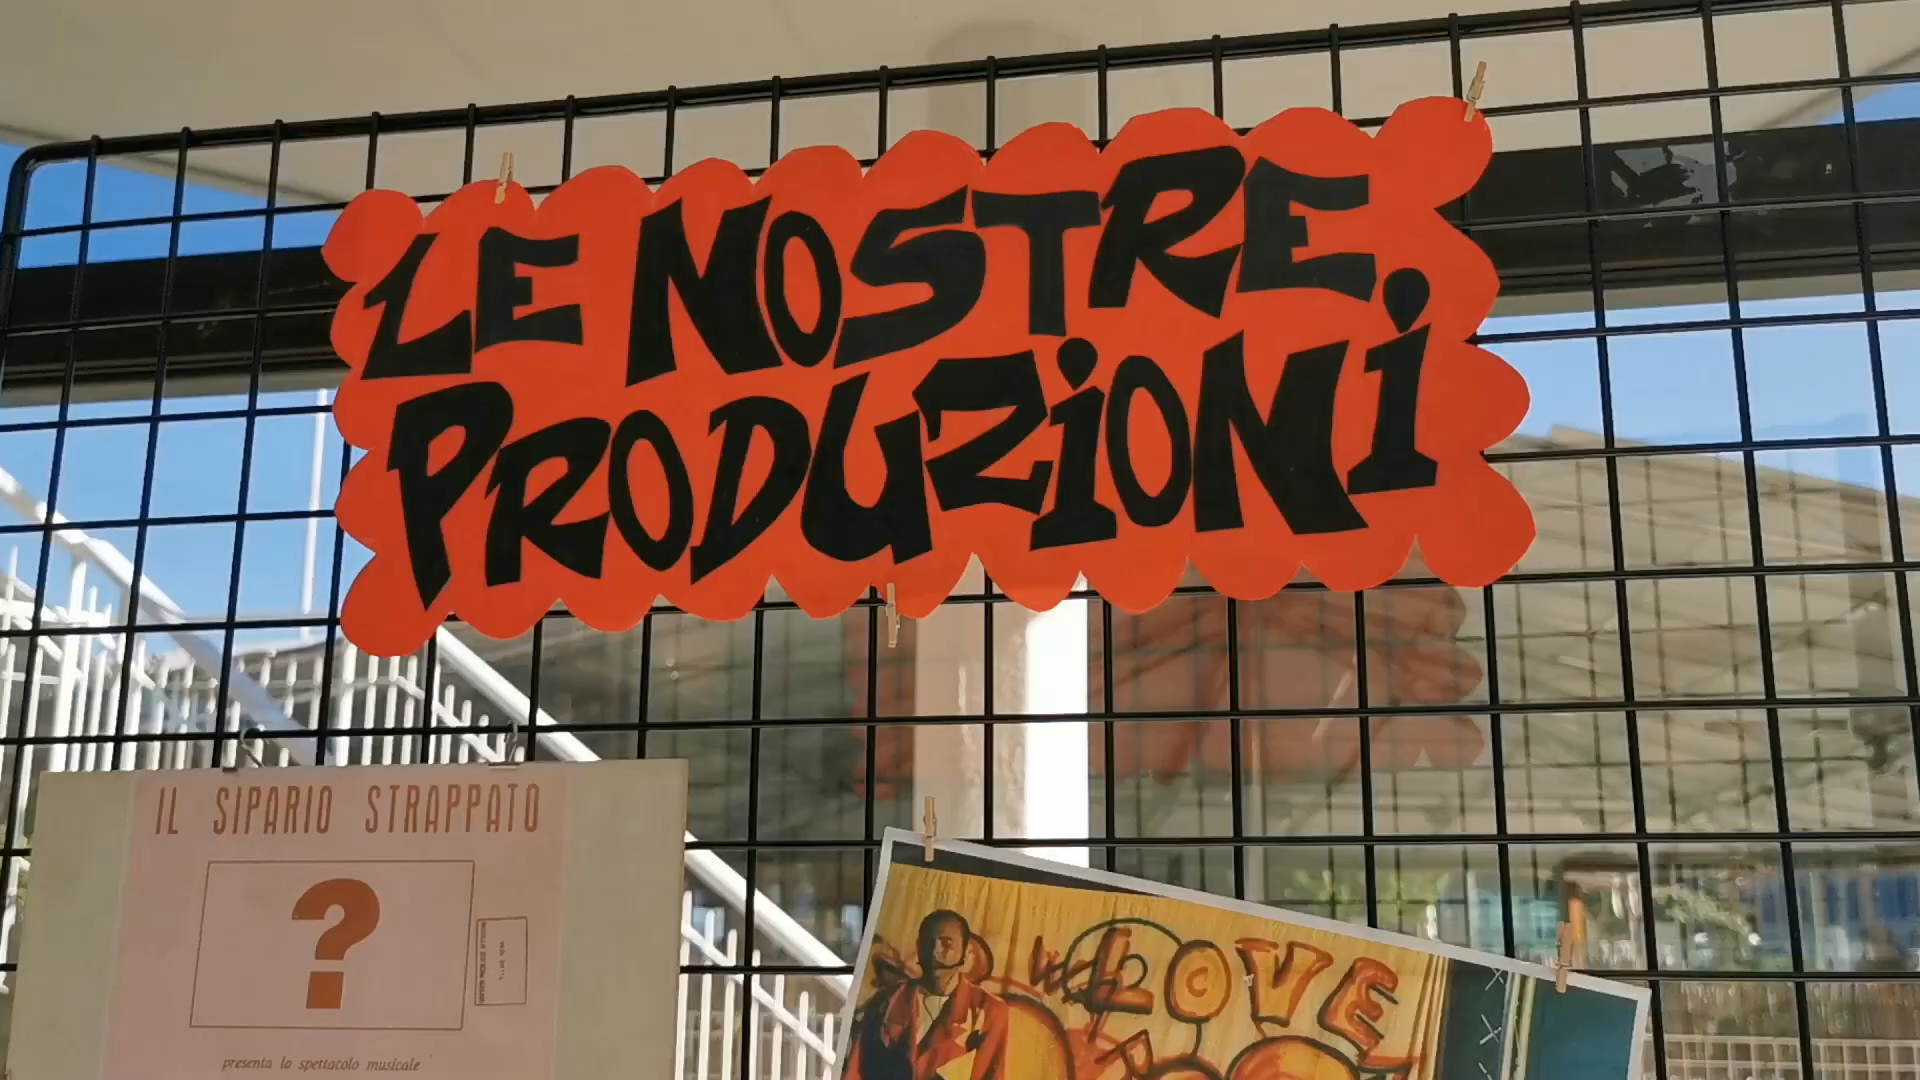 LE NOSTRE
PRODUZIONI
IL SIPARIO STRAPPATO
?
presenta lo spettacolo musicale
LOVE